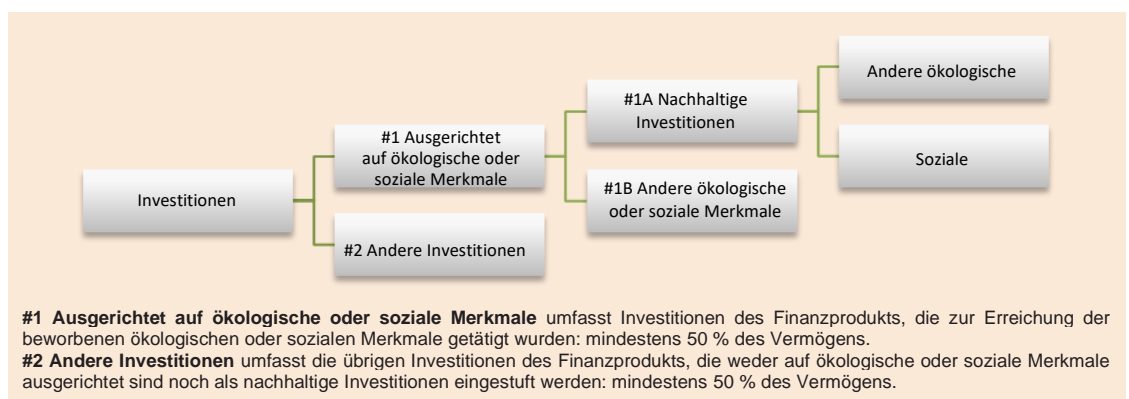 Andere ökologische
#1A Nachhaltige
Investitionen
#1 Ausgerichtet
auf ökologische oder
soziale Merkmale
Soziale
#1B Andere ökologische
oder soziale Merkmale
Investitionen
#2 Andere Investitionen
#1 Ausgerichtet auf ökologische oder soziale Merkmale umfasst Investitionen des Finanzprodukts, die zur Erreichung der
beworbenen ökologischen oder sozialen Merkmale getätigt wurden: mindestens 50 % des Vermögens.
#2 Andere Investitionen umfasst die übrigen Investitionen des Finanzprodukts, die weder auf ökologische oder soziale Merkmale
ausgerichtet sind noch als nachhaltige Investitionen eingestuft werden: mindestens 50 % des Vermögens.